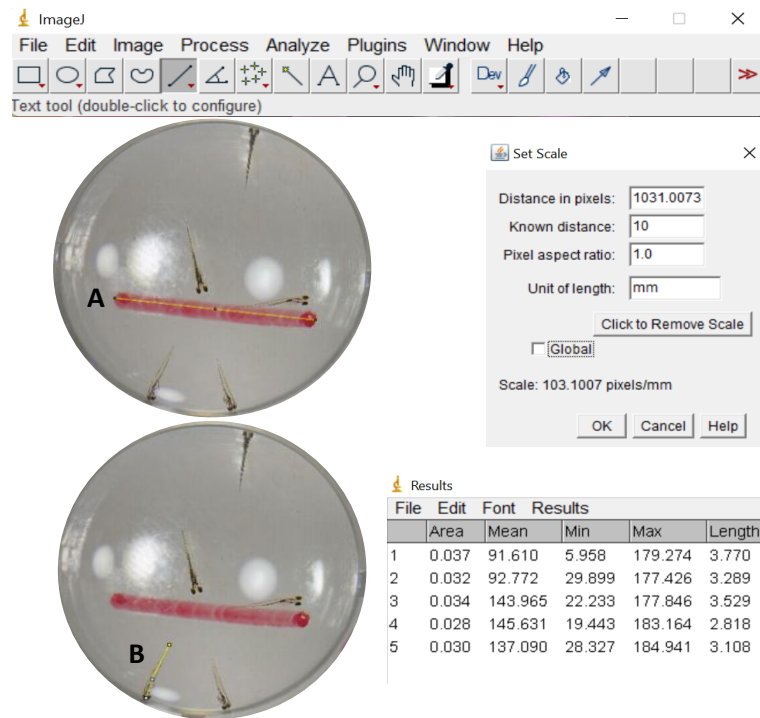 ImageJ
File Edit Image Process Analyze Plugins Window Help
Dev
Text tool (double-click to configure)
A
B
Set Scale
Distance in pixels: 1031.0073
Known distance: 10
Pixel aspect ratio: 1.0
Unit of length: mm
Click to Remove Scale
Global
Scale: 103.1007 pixels/mm
OK Cancel Help
Results
File Edit Font Results
Area Mean Min Max Length
1 0.037 91.610 5.958 179.274 3.770
2 0.032 92.772 29.899 177.426 3.289
3 0.034 143.965 22.233 177.846 3.529
4 0.028 145.631 19.443 183.164 2.818
5 0.030 137.090 28.327 184.941 3.108